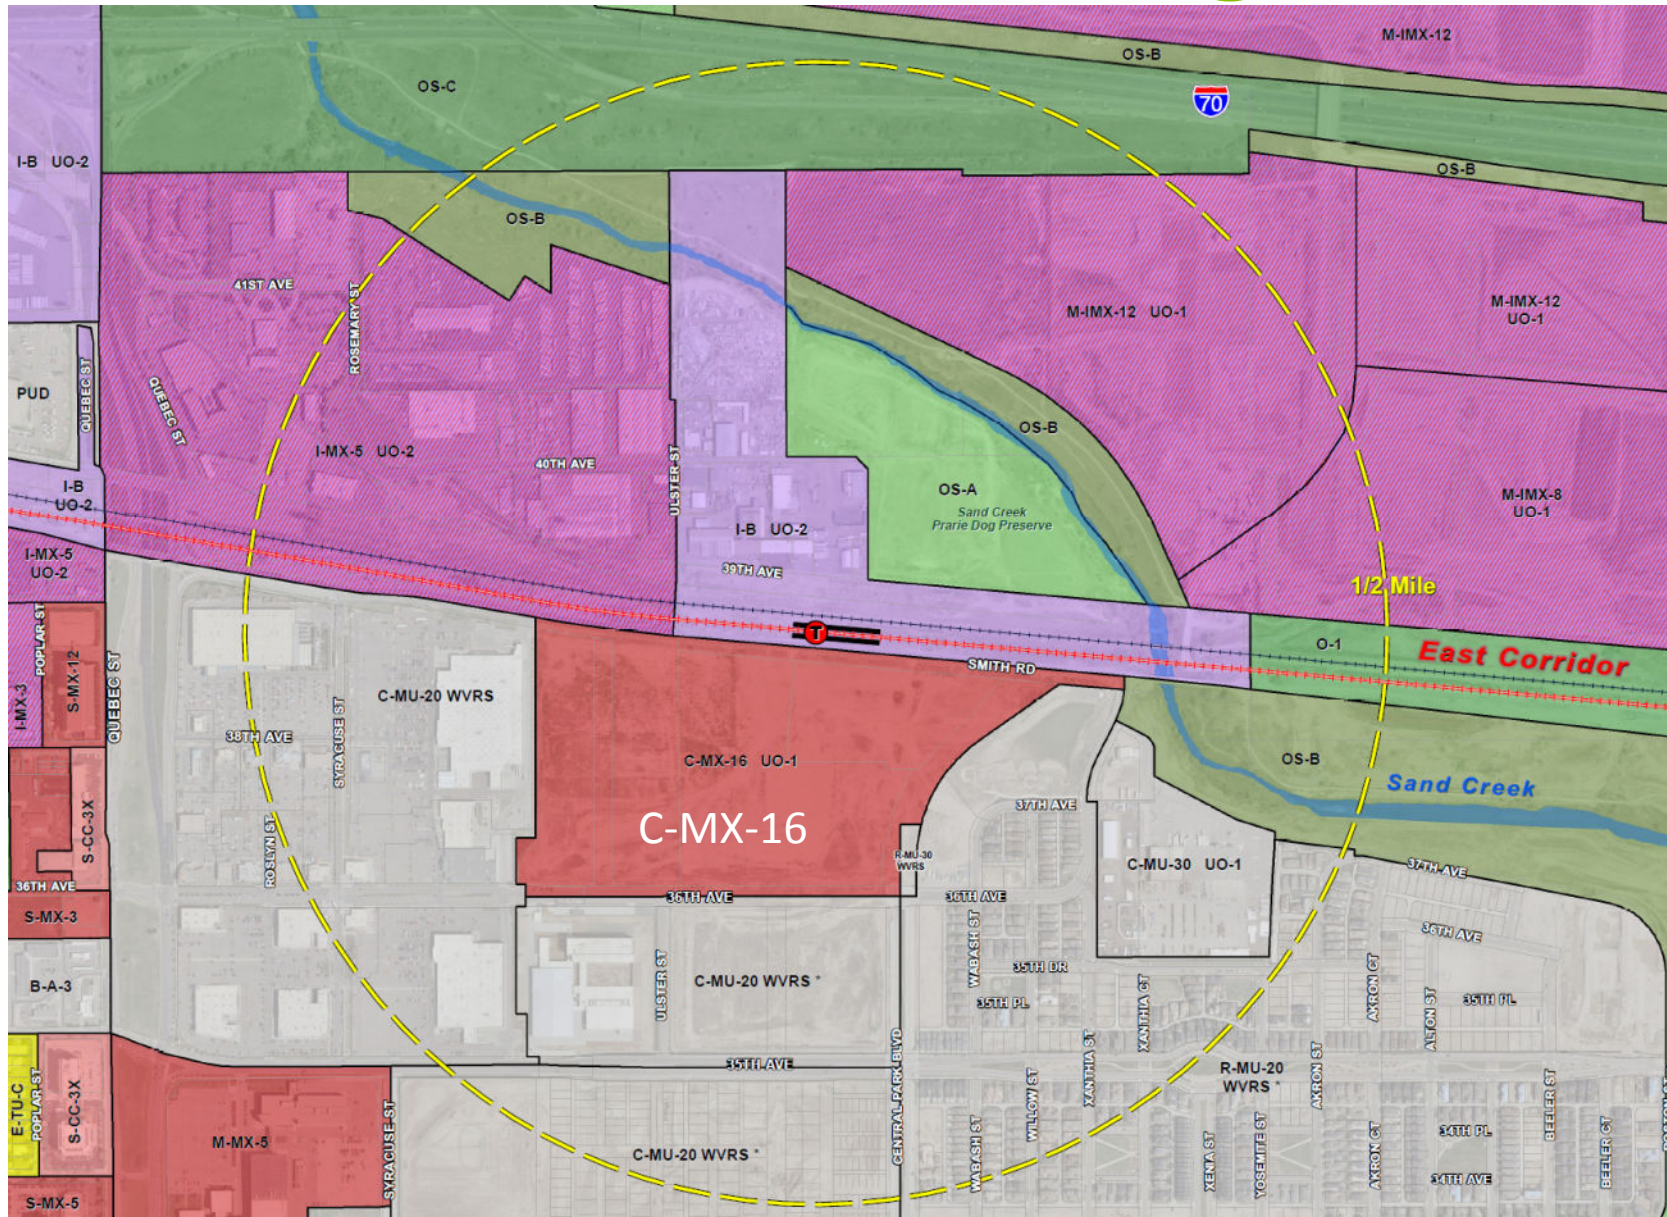 M-IMX-12
OS-B
OS-C
70
I-B UO-2
OS-B
OS-B
41ST AVE
ROSEMARY ST
M-IMX-12 UO-1
M-IMX-12
UO-1
PUD
QUEBEC ST
QUEBEC ST
I-MX-5 UO-2
40TH AVE
ULSTER ST
OS-B
OS-A
Sand Creek
Prarie Dog Preserve
I-B
UO-2
I-B UO-2
M-IMX-8
UO-1
I-MX-5
UO-2
39TH AVE
1/2 Mile
POPLAR ST
S-MX-12
I-MX-3
QUEBEC ST
T
SMITH RD
O-1
East Corridor
C-MU-20 WVRS
SYRACUSE ST
38TH AVE
C-MX-16 UO-1
OS-B
Sand Creek
37TH AVE
C-MX-16
S-CC-3X
ROSLYN ST
R-MU-30
WVRS
C-MU-30 UO-1
37TH AVE
36TH AVE
36TH AVE
36TH AVE
S-MX-3
WABASH ST
36TH AVE
B-A-3
ULSTER ST
C-MU-20 WVRS *
35TH DR
35TH PL
XANTHIA CT
AKRON CT
ALTON ST
35TH PL
35TH AVE
CENTRAL PARK BLVD
E-TU-C
POPLAR ST
S-CC-3X
M-MX-5
SYRACUSE ST
C-MU-20 WVRS *
WABASH ST
WILLOW ST
XANTHIA ST
R-MU-20
WVRS *
XENIA ST
YOSEMITE ST
AKRON ST
AKRON CT
34TH PL
34TH AVE
BEELER ST
BEELER CT
S-MX-5